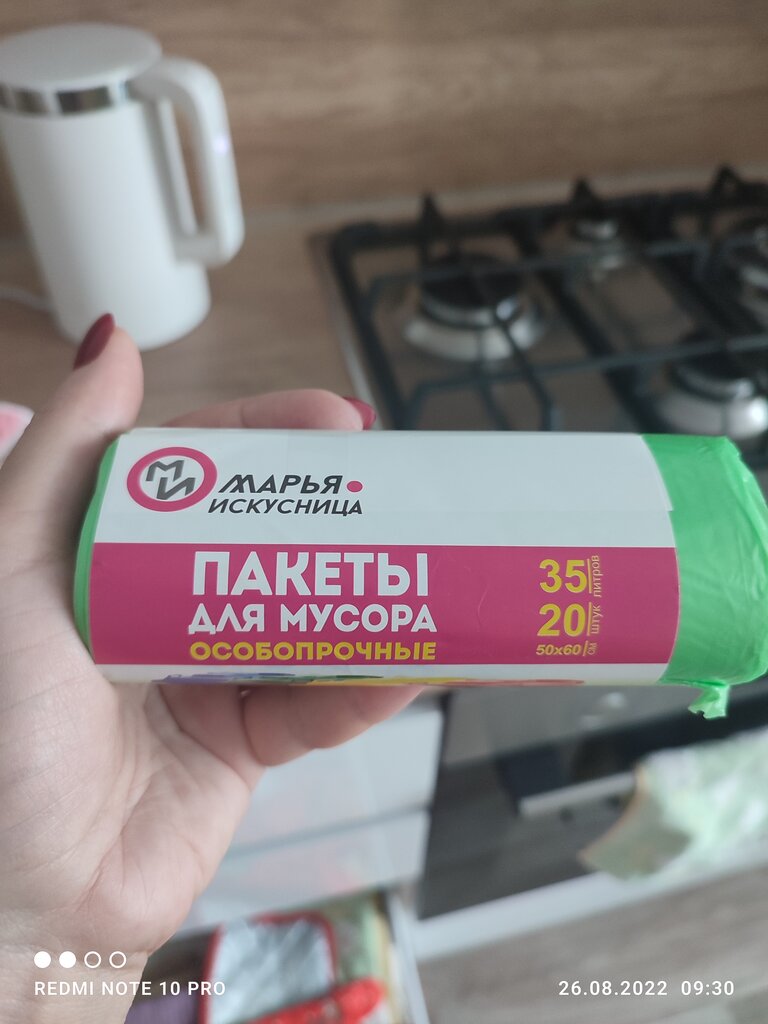 МИ
МАРЬЯ
ИСКУСНИЦА
ПАКЕТЫ
ДЛЯ МУСОРА
ОСОБОПРОЧНЫЕ
35 литров
20 штук
50x60 см
REDMI NOTE 10 PRO
26.08.2022 09:30